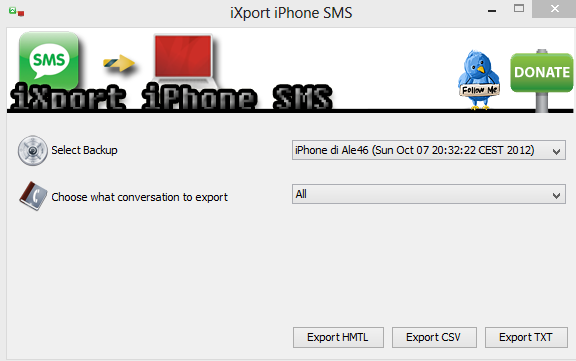 iXport iPhone SMS
SMS
iXport iPhone SMS
Follow Me
DONATE
Select Backup
iPhone di Ale46 (Sun Oct 07 20:32:22 CEST 2012)
Choose what conversation to export
All
Export HMTL
Export CSV
Export TXT